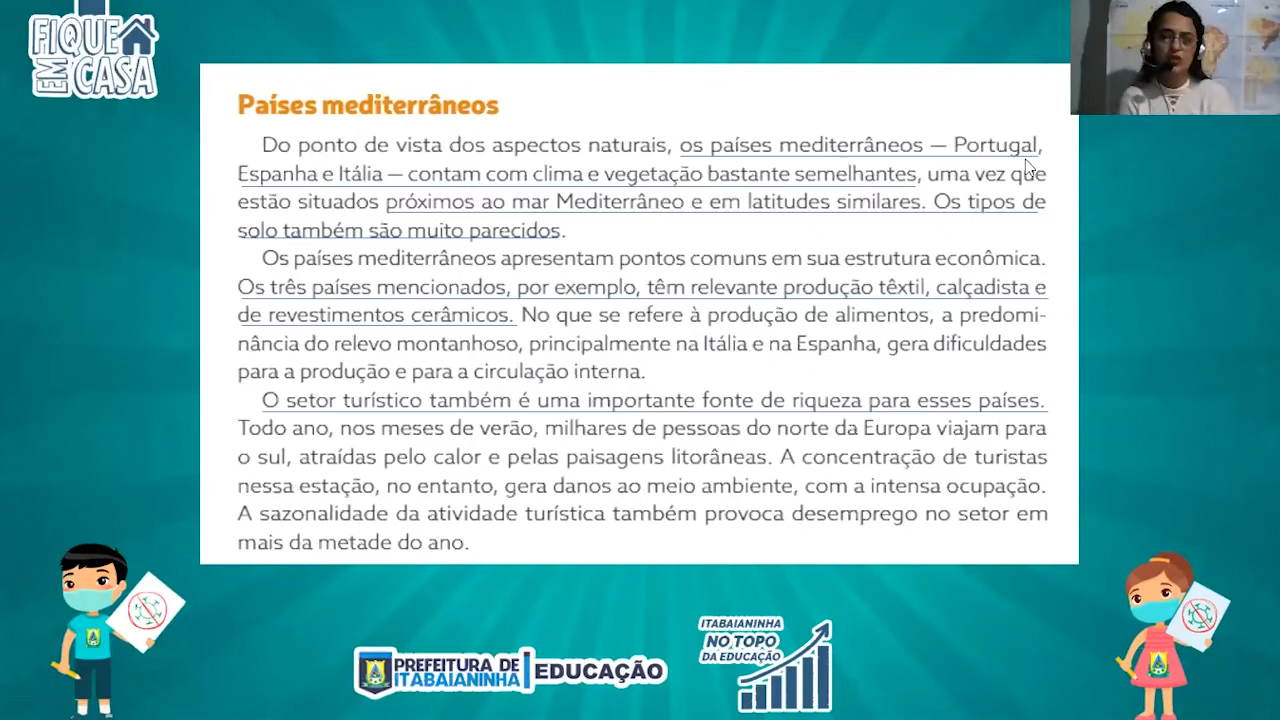 FIQUE
EM CASA
Países mediterrâneos
Do ponto de vista dos aspectos naturais, os países mediterrâneos — Portugal,
Espanha e Itália — contam com clima e vegetação bastante semelhantes, uma vez que
estão situados próximos ao mar Mediterrâneo e em latitudes similares. Os tipos de
solo também são muito parecidos.
Os países mediterrâneos apresentam pontos comuns em sua estrutura econômica.
Os três países mencionados, por exemplo, têm relevante produção têxtil, calçadista e
de revestimentos cerâmicos. No que se refere à produção de alimentos, a predomi-
nância do relevo montanhoso, principalmente na Itália e na Espanha, gera dificuldades
para a produção e para a circulação interna.
O setor turístico também é uma importante fonte de riqueza para esses países.
Todo ano, nos meses de verão, milhares de pessoas do norte da Europa viajam para
o sul, atraídas pelo calor e pelas paisagens litorâneas. A concentração de turistas
nessa estação, no entanto, gera danos ao meio ambiente, com a intensa ocupação.
A sazonalidade da atividade turística também provoca desemprego no setor em
mais da metade do ano.
PREFEITURA DE
ITABAIANINHA
EDUCAÇÃO
ITABAIANINHA
NO TOPO
DA EDUCAÇÃO